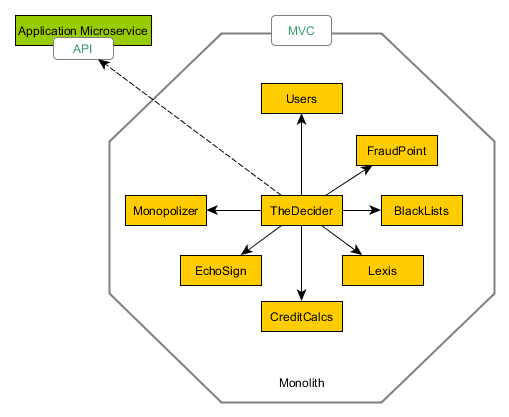 Application Microservice
API
MVC
Users
FraudPoint
Monopolizer
TheDecider
BlackLists
EchoSign
Lexis
CreditCalcs
Monolith